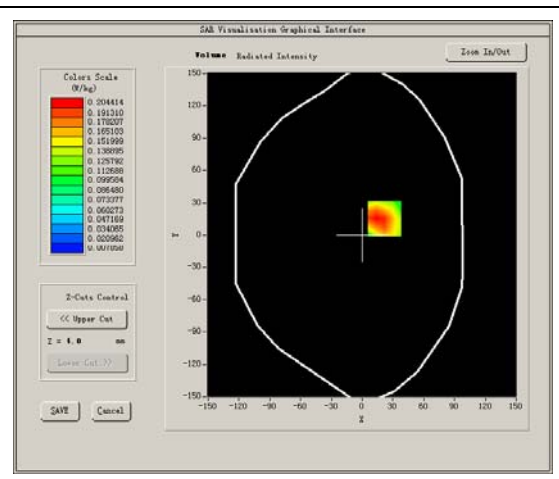 SAR Visualisation Graphical Interface
Volume Radiated Intensity
Zoom In/Out
Colors Scale
(W/kg)
0.204414
0.191310
0.178207
0.165103
0.151999
0.138895
0.125792
0.112688
0.099584
0.086480
0.073377
0.060273
0.047169
0.034065
0.020962
0.007858
Z-Cuts Control
<< Upper Cut
Z = 4.0 mm
Lower Cut >>
SAVE
Cancel
150
120
90
60
30
0
-30
-60
-90
-120
-150
Y
-150 -120 -90 -60 -30 0 30 60 90 120 150
X